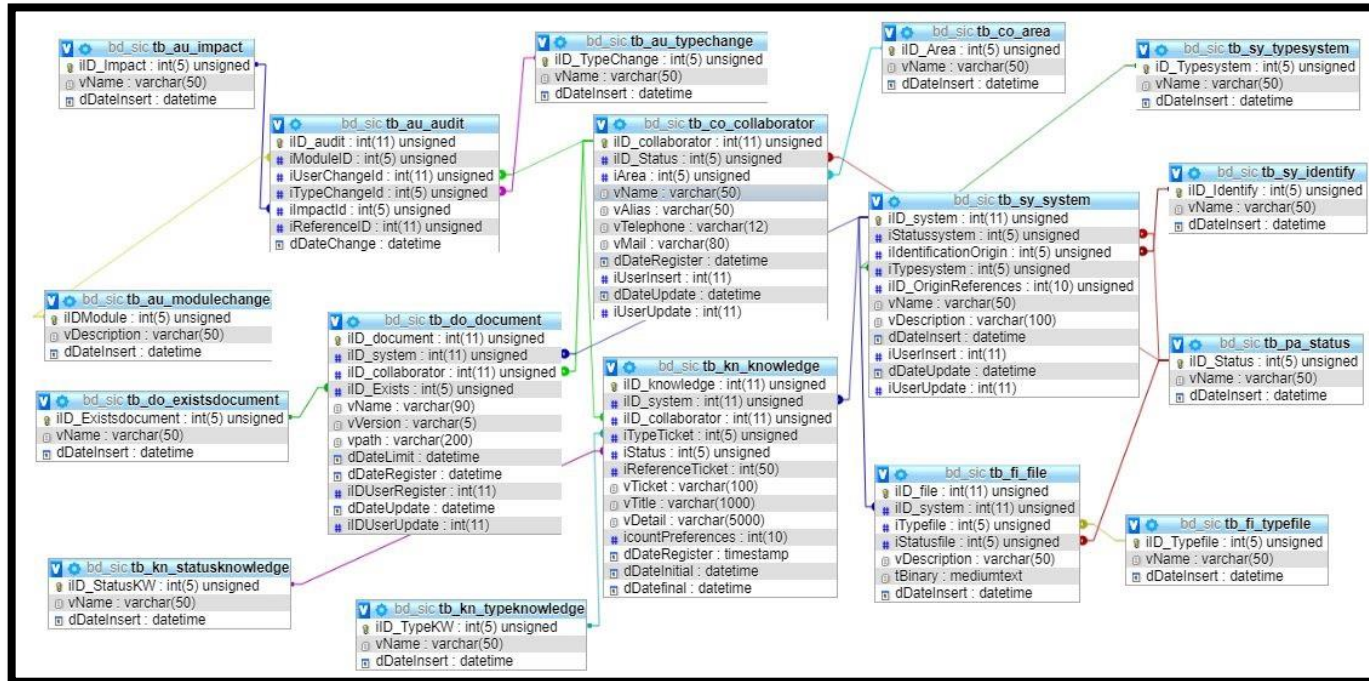 bd_sic tb_au_impact
iID_Impact : int(5) unsigned
vName : varchar(50)
dDateInsert : datetime
bd_sic tb_au_typechange
iID_TypeChange : int(5) unsigned
vName : varchar(50)
dDateInsert : datetime
bd_sic tb_co_area
iID_Area : int(5) unsigned
vName : varchar(50)
dDateInsert : datetime
bd_sic tb_sy_typesystem
iD_Typesystem : int(5) unsigned
vName : varchar(50)
dDateInsert : datetime
bd_sic tb_au_audit
iID_audit : int(11) unsigned
iModuleID : int(5) unsigned
iUserChangeId : int(11) unsigned
iTypeChangeId : int(5) unsigned
iImpactId : int(5) unsigned
iReferenceID : int(11) unsigned
dDateChange : datetime
bd_sic tb_co_collaborator
iID_collaborator : int(11) unsigned
iID_Status : int(5) unsigned
iArea : int(5) unsigned
vName : varchar(50)
vAlias : varchar(50)
vTelephone : varchar(12)
vMail : varchar(80)
dDateRegister : datetime
iUserInsert : int(11)
dDateUpdate : datetime
iUserUpdate : int(11)
bd_sic tb_sy_system
iID_system : int(11) unsigned
iStatussystem : int(5) unsigned
iIdentificationOrigin : int(5) unsigned
iTypesystem : int(5) unsigned
iID_OriginReferences : int(10) unsigned
vName : varchar(50)
vDescription : varchar(100)
dDateInsert : datetime
iUserInsert : int(11)
dDateUpdate : datetime
iUserUpdate : int(11)
bd_sic tb_sy_identify
iID_Identify : int(5) unsigned
vName : varchar(50)
dDateInsert : datetime
bd_sic tb_au_modulechange
iIDModule : int(5) unsigned
vDescription : varchar(50)
dDateInsert : datetime
bd_sic tb_do_document
iID_document : int(11) unsigned
iID_system : int(11) unsigned
iID_collaborator : int(11) unsigned
iID_Exists : int(5) unsigned
vName : varchar(90)
vVersion : varchar(5)
vpath : varchar(200)
dDateLimit : datetime
dDateRegister : datetime
iIDUserRegister : int(11)
dDateUpdate : datetime
iIDUserUpdate : int(11)
bd_sic tb_kn_knowledge
iID_knowledge : int(11) unsigned
iID_system : int(11) unsigned
iID_collaborator : int(11) unsigned
iTypeTicket : int(5) unsigned
iStatus : int(5) unsigned
iReferenceTicket : int(50)
vTicket : varchar(100)
vTitle : varchar(1000)
vDetail : varchar(5000)
icountPreferences : int(10)
dDateRegister : timestamp
dDateInitial : datetime
dDatefinal : datetime
bd_sic tb_pa_status
iID_Status : int(5) unsigned
vName : varchar(50)
dDateInsert : datetime
bd_sic tb_do_existsdocument
iID_Existsdocument : int(5) unsigned
vName : varchar(50)
dDateInsert : datetime
bd_sic tb_fi_file
iID_file : int(11) unsigned
iID_system : int(11) unsigned
iTypefile : int(5) unsigned
iStatusfile : int(5) unsigned
vDescription : varchar(50)
tBinary : mediumtext
dDateInsert : datetime
bd_sic tb_fi_typefile
iID_Typefile : int(5) unsigned
vName : varchar(50)
dDateInsert : datetime
bd_sic tb_kn_statusknowledge
iID_StatusKW : int(5) unsigned
vName : varchar(50)
dDateInsert : datetime
bd_sic tb_kn_typeknowledge
iID_TypeKW : int(5) unsigned
vName : varchar(50)
dDateInsert : datetime